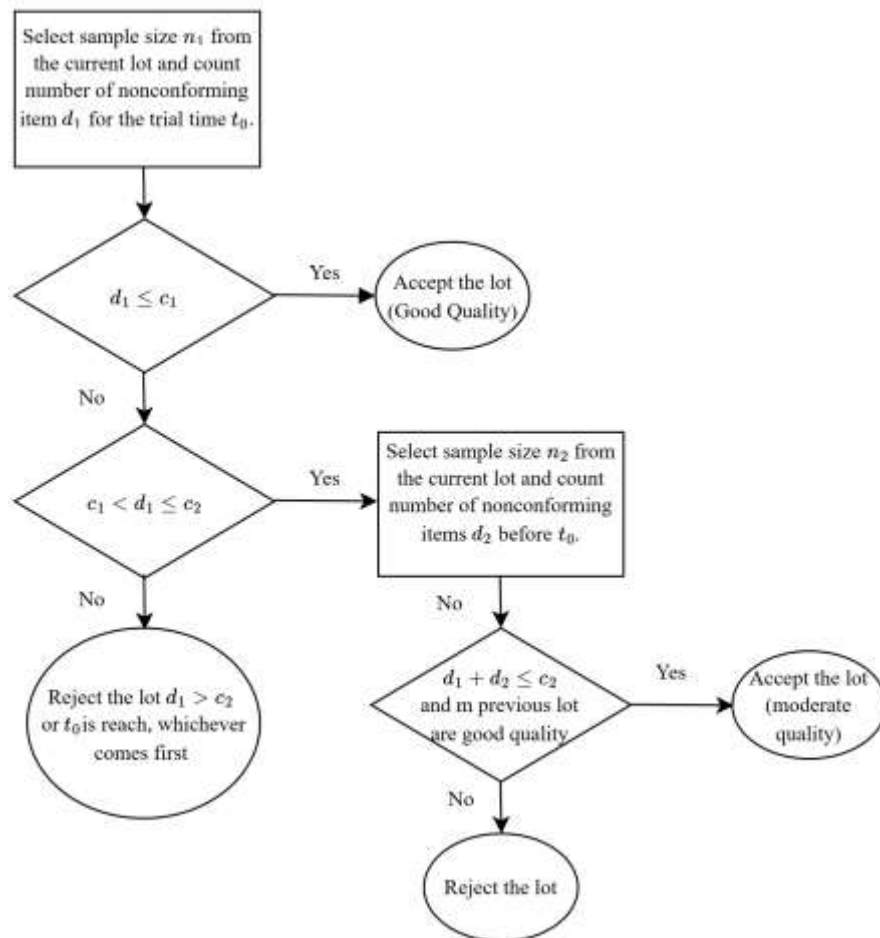 Select sample size n₁ from
the current lot and count
number of nonconforming
item d₁ for the trial time t₀.
d₁ ≤ c₁
Yes
Accept the lot
(Good Quality)
No
c₁ < d₁ ≤ c₂
Yes
Select sample size n₂ from
the current lot and count
number of nonconforming
items d₂ before t₀.
No
No
Reject the lot d₁ > c₂
or t₀is reach, whichever
comes first
d₁ + d₂ ≤ c₂
and m previous lot
are good quality
Yes
Accept the lot
(moderate
quality)
No
Reject the lot